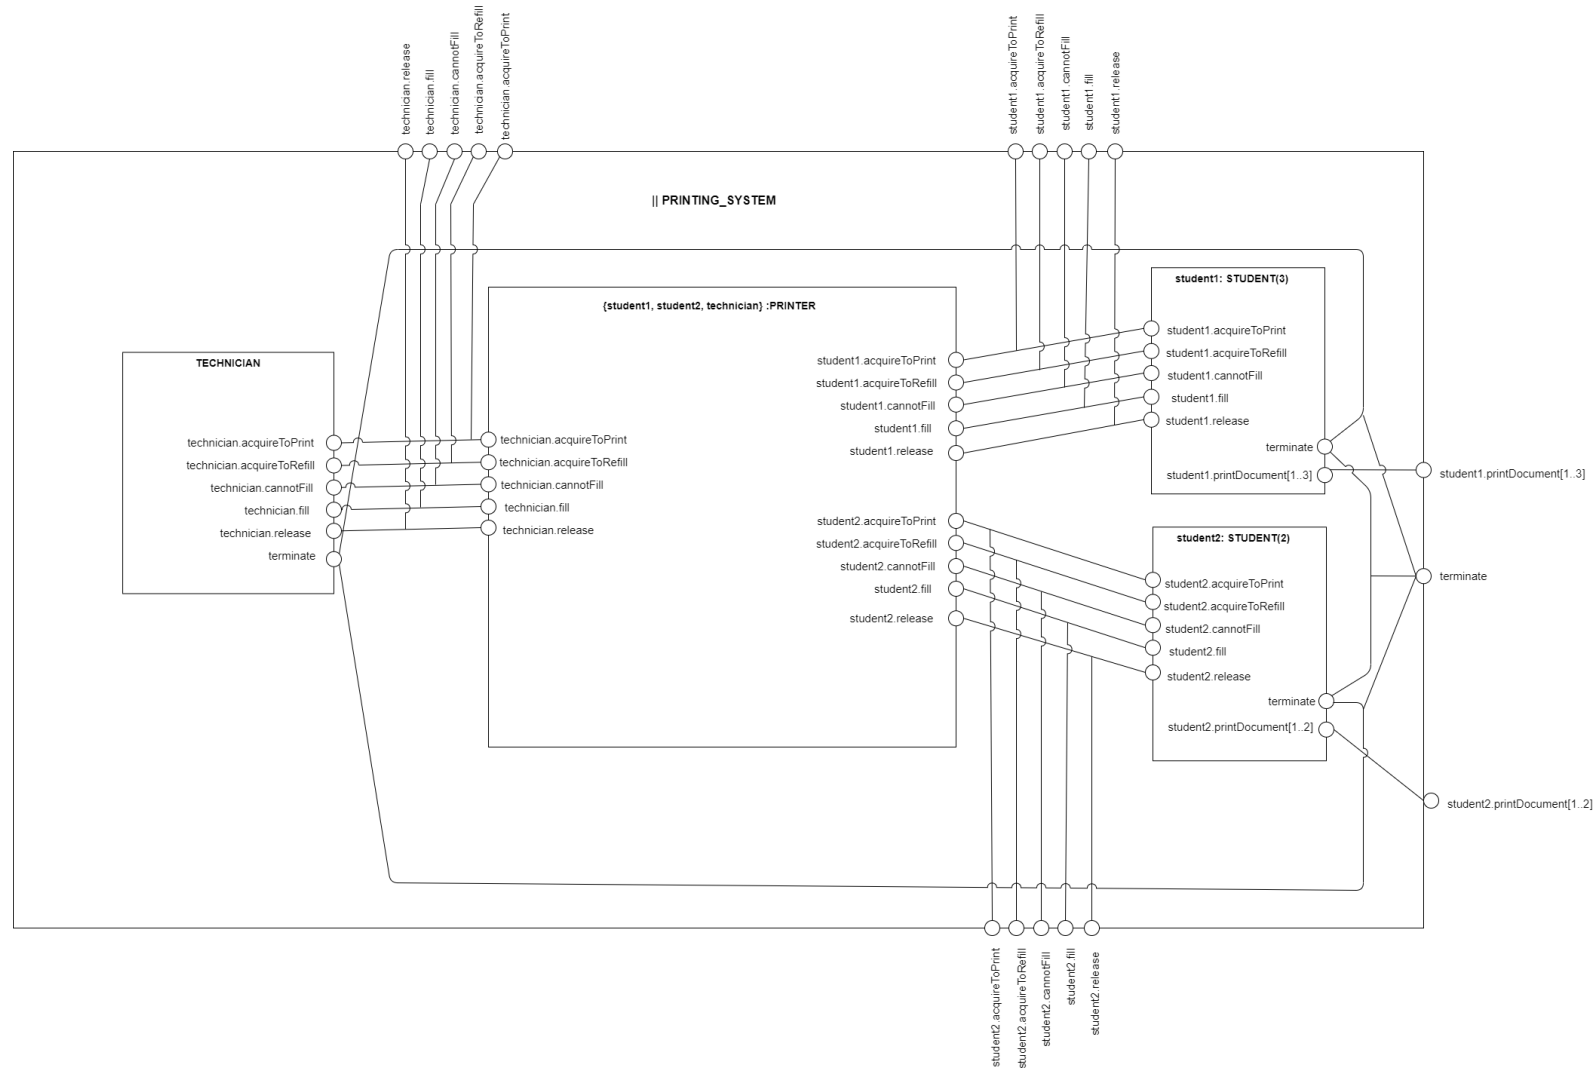 technician.release
technician.fill
technician.cannotFill
technician.acquireToRefill
technician.acquireToPrint
student1.acquireToPrint
student1.acquireToRefill
student1.cannotFill
student1.fill
student1.release
|| PRINTING_SYSTEM
TECHNICIAN
technician.acquireToPrint
technician.acquireToRefill
technician.cannotFill
technician.fill
technician.release
terminate
{student1, student2, technician} :PRINTER
technician.acquireToPrint
technician.acquireToRefill
technician.cannotFill
technician.fill
technician.release
student1.acquireToPrint
student1.acquireToRefill
student1.cannotFill
student1.fill
student1.release
student2.acquireToPrint
student2.acquireToRefill
student2.cannotFill
student2.fill
student2.release
student1: STUDENT(3)
student1.acquireToPrint
student1.acquireToRefill
student1.cannotFill
student1.fill
student1.release
terminate
student1.printDocument[1..3]
student2: STUDENT(2)
student2.acquireToPrint
student2.acquireToRefill
student2.cannotFill
student2.fill
student2.release
terminate
student2.printDocument[1..2]
student1.printDocument[1..3]
terminate
student2.printDocument[1..2]
student2.acquireToPrint
student2.acquireToRefill
student2.cannotFill
student2.fill
student2.release